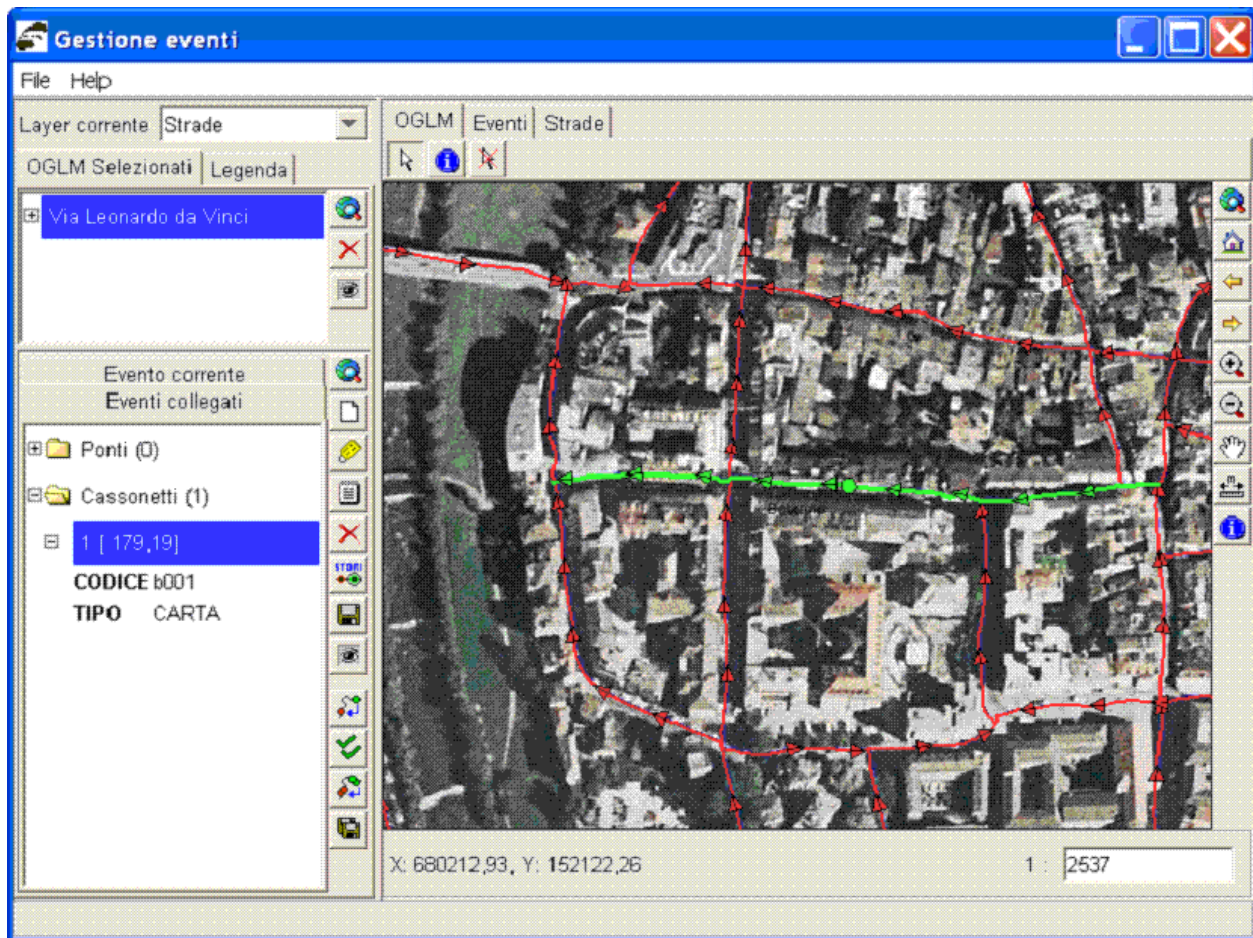 Gestione eventi
File Help
Layer corrente Strade
OGLM Selezionati Legenda
Via Leonardo da Vinci
Evento corrente
Eventi collegati
Ponti (0)
Cassonetti (1)
1 [ 179,19]
CODICE b001
TIPO CARTA
STORI
OGLM Eventi Strade
X: 680212,93, Y: 152122,26
1 : 2537